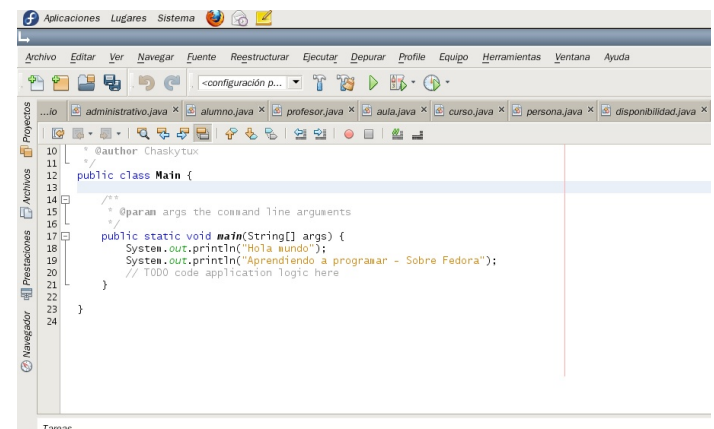 Aplicaciones Lugares Sistema
Archivo Editar Ver Navegar Fuente Reestructurar Ejecutar Depurar Profile Equipo Herramientas Ventana Ayuda
<configuración p...
...io administrativo.java alumno.java profesor.java aula.java curso.java persona.java disponibilidad.java
Proyectos
Archivos
Prestaciones
Navegador
10 * @author Chaskytux
11 */
12 public class Main {
13
14 /**
15 * @param args the command line arguments
16 */
17 public static void main(String[] args) {
18 System.out.println("Hola mundo");
19 System.out.println("Aprendiendo a programar - Sobre Fedora");
20 // TODO code application logic here
21 }
22
23 }
24
Tareas